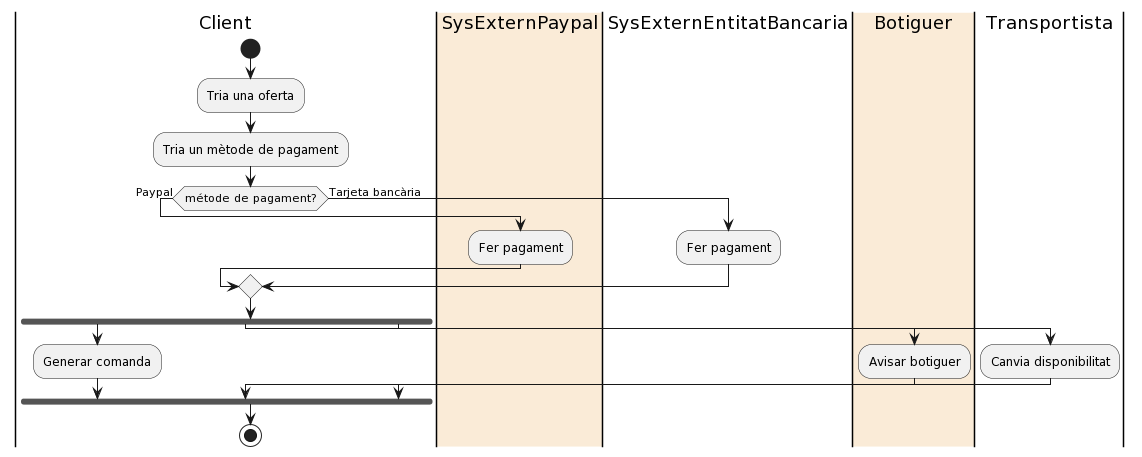 Client
SysExternPaypal
SysExternEntitatBancaria
Botiguer
Transportista
Tria una oferta
Tria un mètode de pagament
Paypal
métode de pagament?
Tarjeta bancària
Fer pagament
Fer pagament
Generar comanda
Avisar botiguer
Canvia disponibilitat